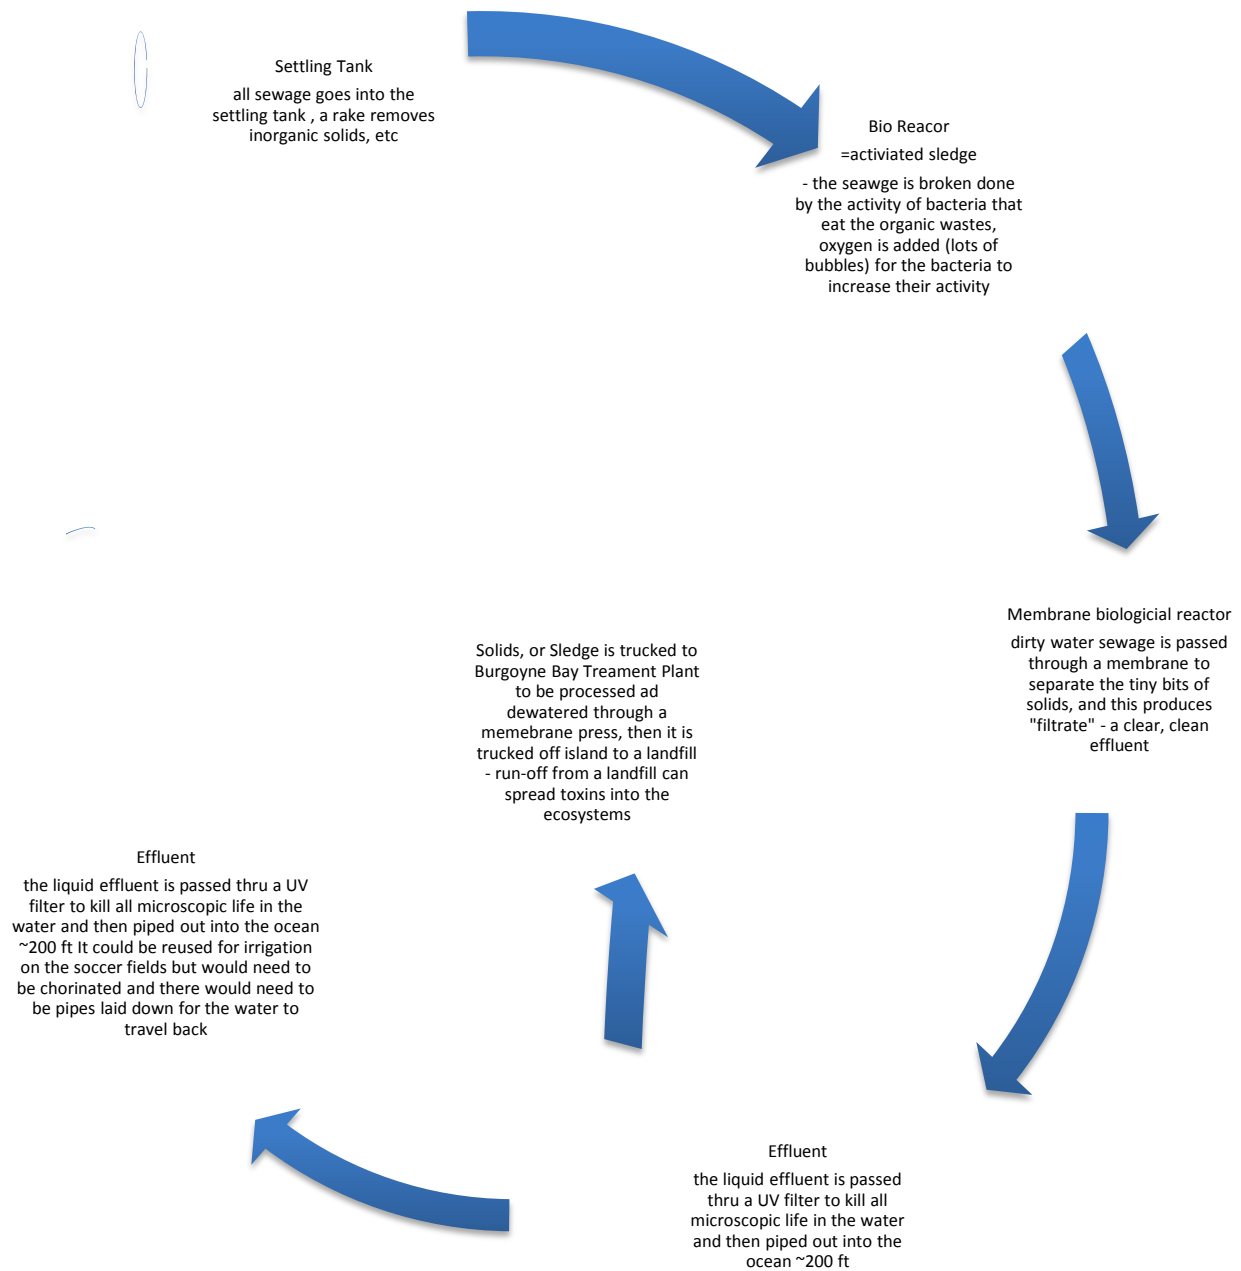 Settling Tank
all sewage goes into the
settling tank , a rake removes
inorganic solids, etc
Bio Reacor
=activiated sledge
- the seawge is broken done
by the activity of bacteria that
eat the organic wastes,
oxygen is added (lots of
bubbles) for the bacteria to
increase their activity
Membrane biologicial reactor
dirty water sewage is passed
through a membrane to
separate the tiny bits of
solids, and this produces
"filtrate" - a clear, clean
effluent
Effluent
the liquid effluent is passed
thru a UV filter to kill all
microscopic life in the water
and then piped out into the
ocean ~200 ft
Solids, or Sledge is trucked to
Burgoyne Bay Treament Plant
to be processed ad
dewatered through a
memebrane press, then it is
trucked off island to a landfill
- run-off from a landfill can
spread toxins into the
ecosystems
Effluent
the liquid effluent is passed thru a UV
filter to kill all microscopic life in the
water and then piped out into the ocean
~200 ft It could be reused for irrigation
on the soccer fields but would need to
be chorinated and there would need to
be pipes laid down for the water to
travel back